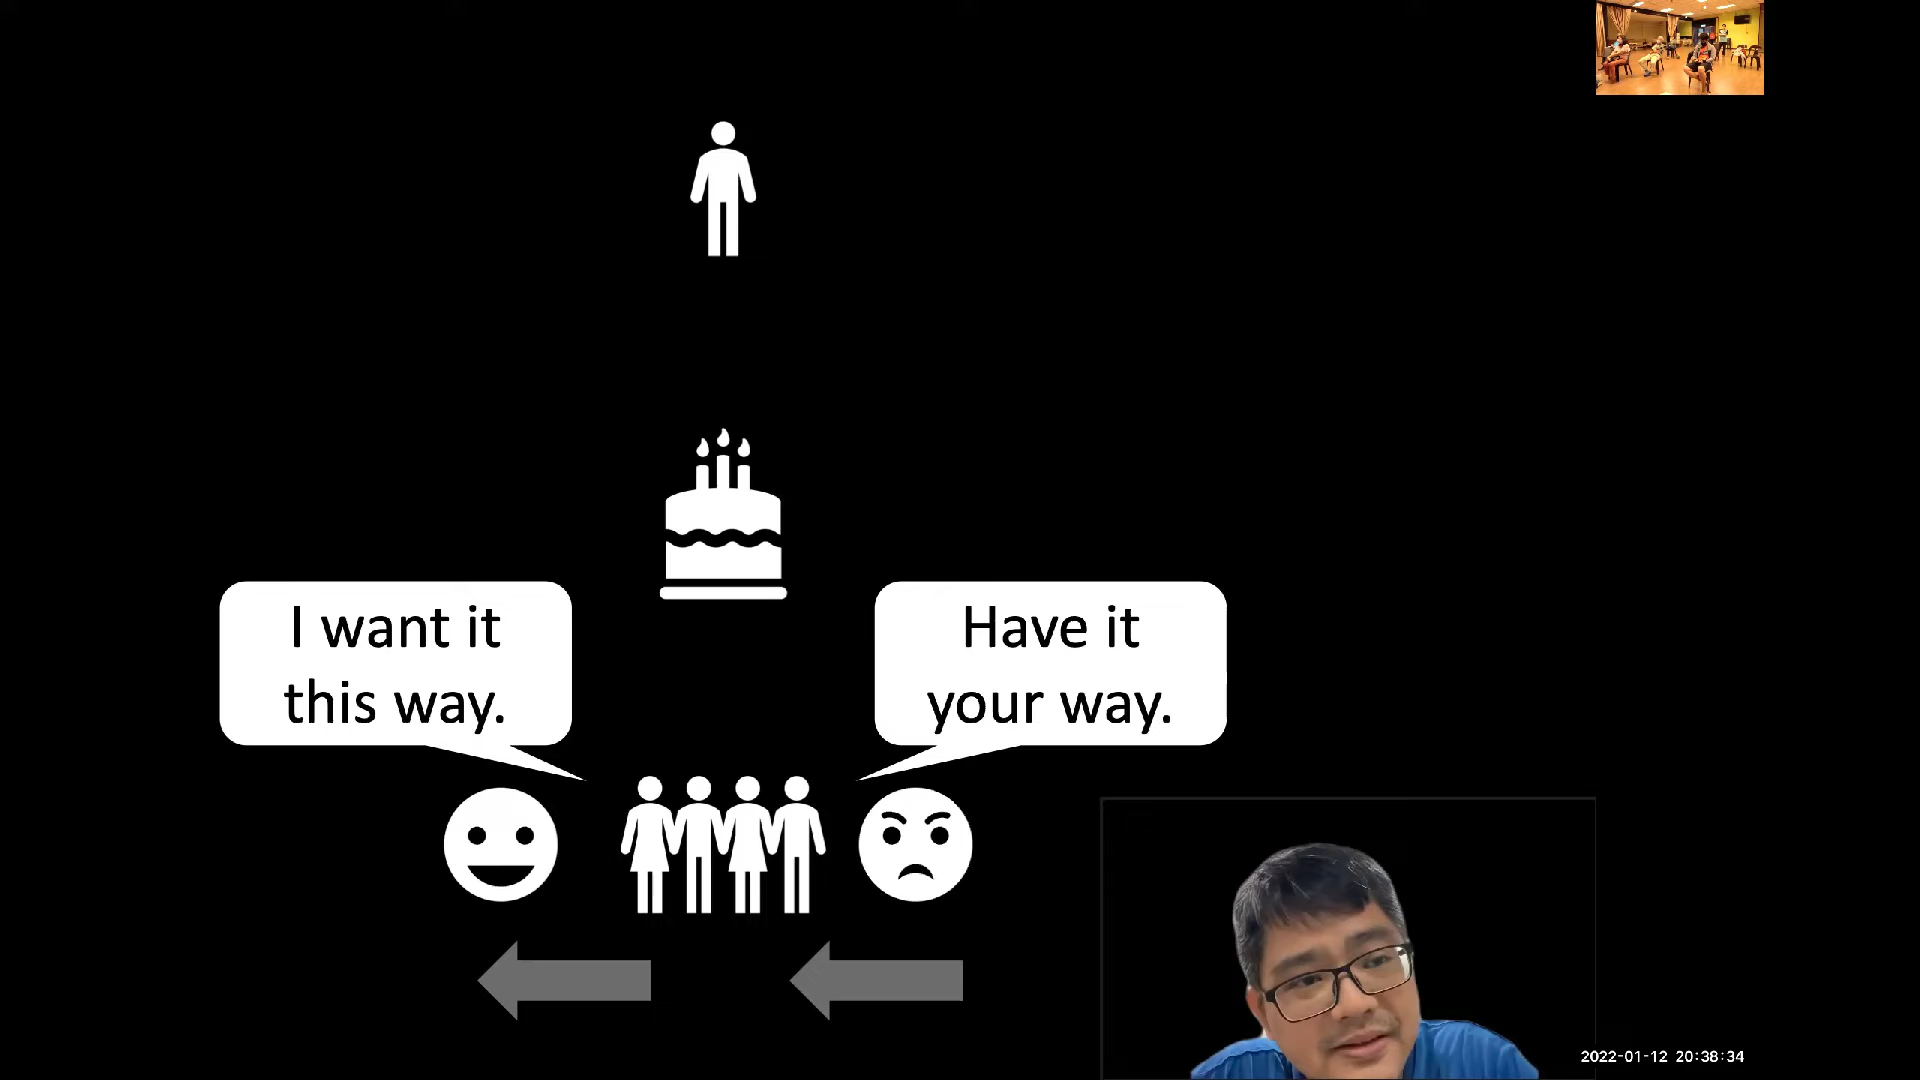 I want it
this way.
Have it
your way.
2022-01-12 20:38:34